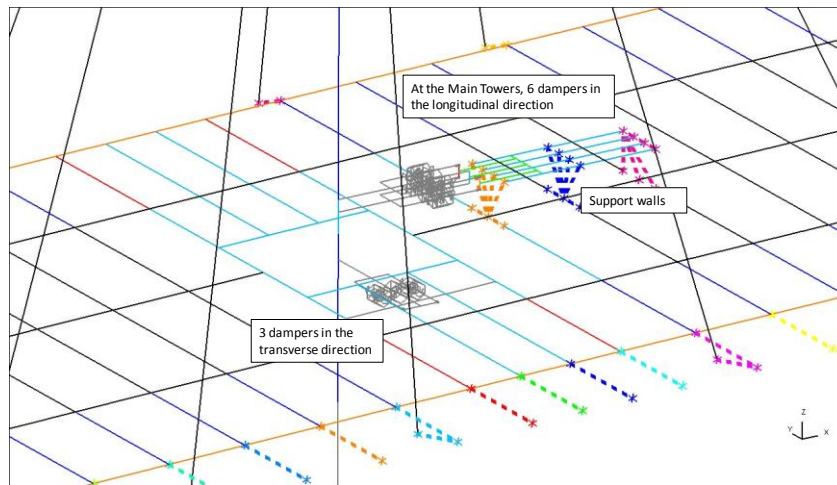 At the Main Towers, 6 dampers in
the longitudinal direction
Support walls
3 dampers in the
transverse direction
Z
Y
X